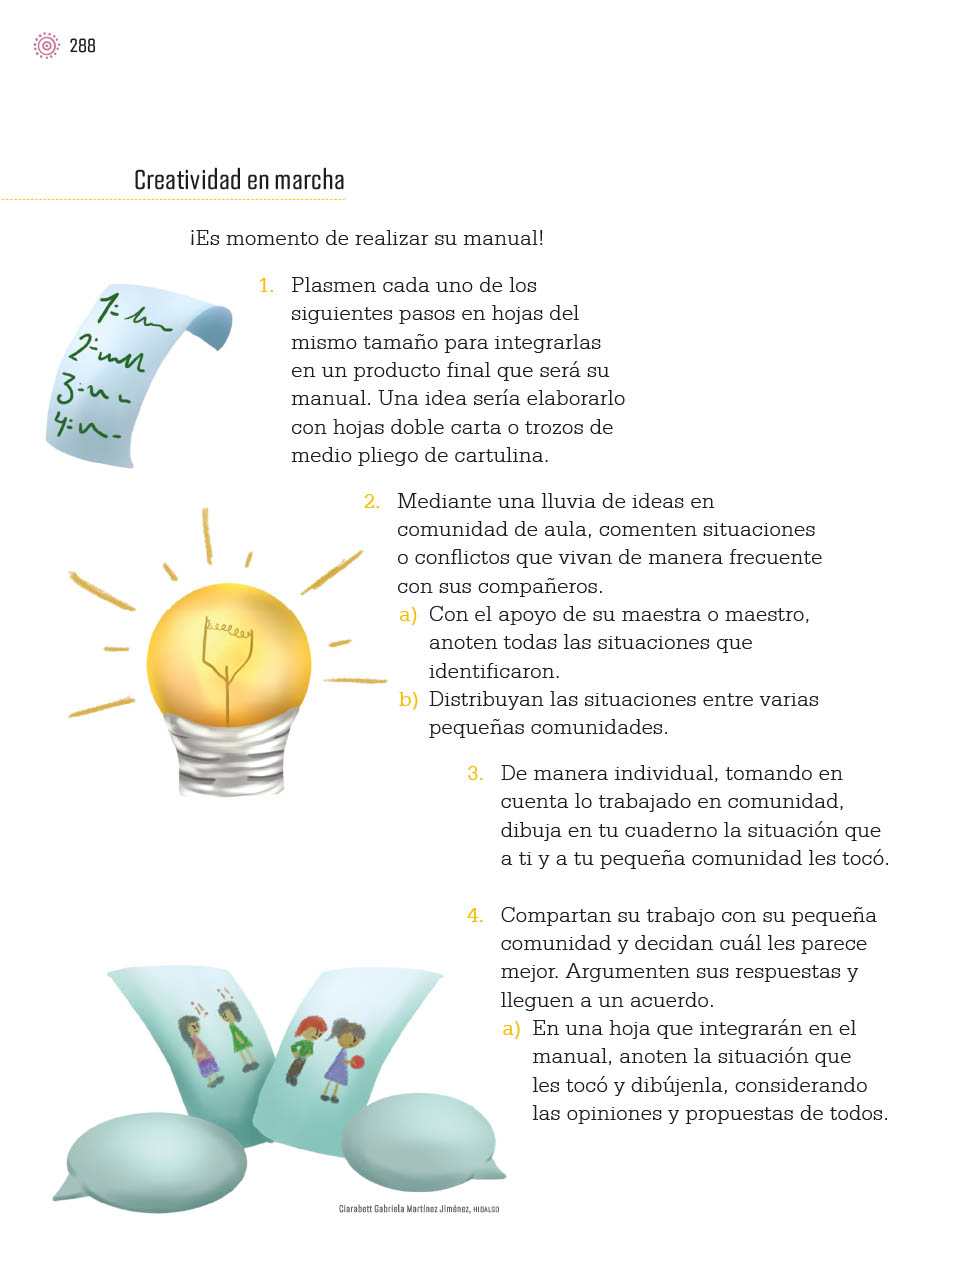 288
Creatividad en marcha
¡Es momento de realizar su manual!
1. Plasmen cada uno de los
siguientes pasos en hojas del
mismo tamaño para integrarlas
en un producto final que será su
manual. Una idea sería elaborarlo
con hojas doble carta o trozos de
medio pliego de cartulina.
1:
2:
3:
4:
2. Mediante una lluvia de ideas en
comunidad de aula, comenten situaciones
o conflictos que vivan de manera frecuente
con sus compañeros.
a) Con el apoyo de su maestra o maestro,
anoten todas las situaciones que
identificaron.
b) Distribuyan las situaciones entre varias
pequeñas comunidades.
3. De manera individual, tomando en
cuenta lo trabajado en comunidad,
dibuja en tu cuaderno la situación que
a ti y a tu pequeña comunidad les tocó.
4. Compartan su trabajo con su pequeña
comunidad y decidan cuál les parece
mejor. Argumenten sus respuestas y
lleguen a un acuerdo.
a) En una hoja que integrarán en el
manual, anoten la situación que
les tocó y dibújenla, considerando
las opiniones y propuestas de todos.
Clarabett Gabriela Martínez Jiménez, HIDALGO